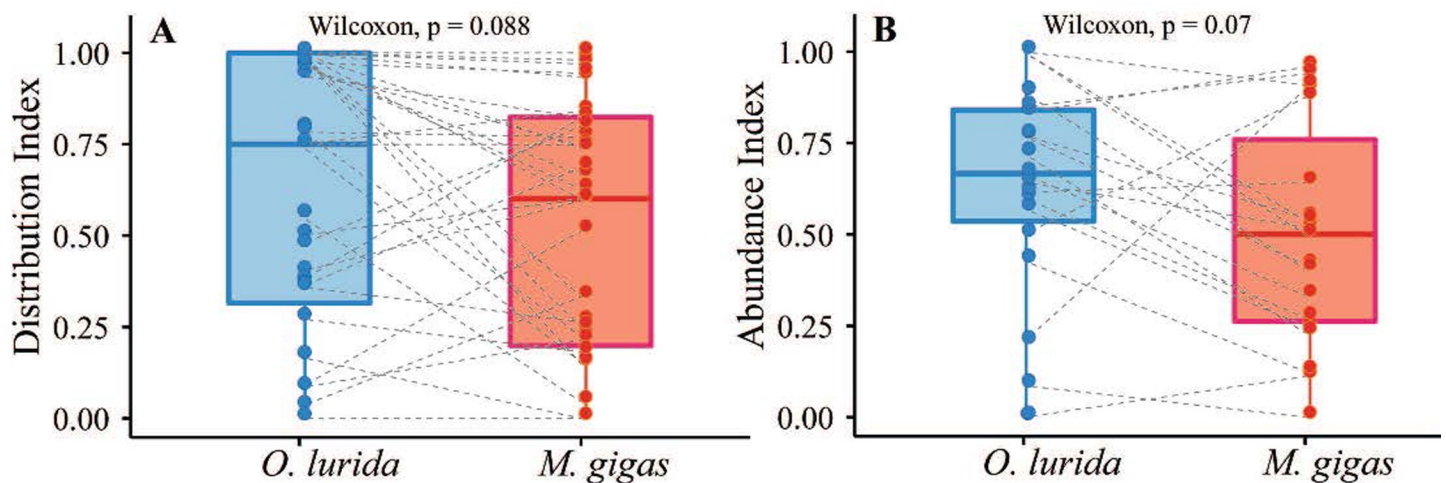 A
Wilcoxon, p = 0.088
Distribution Index
1.00
0.75
0.50
0.25
0.00
O. lurida
M. gigas
B
Wilcoxon, p = 0.07
Abundance Index
1.00
0.75
0.50
0.25
0.00
O. lurida
M. gigas